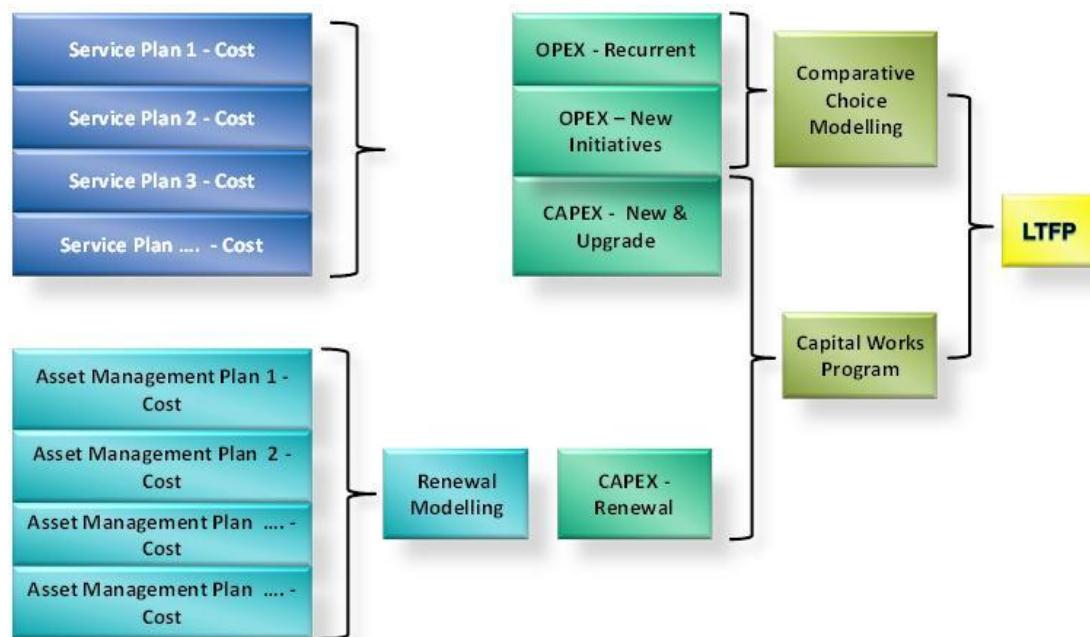 Service Plan 1 - Cost
Service Plan 2 - Cost
Service Plan 3 - Cost
Service Plan .... - Cost
OPEX - Recurrent
OPEX – New
Initiatives
CAPEX - New &
Upgrade
Comparative
Choice
Modelling
LTFP
Capital Works
Program
Asset Management Plan 1 -
Cost
Asset Management Plan 2 -
Cost
Asset Management Plan .... -
Cost
Asset Management Plan .... -
Cost
Renewal
Modelling
CAPEX -
Renewal